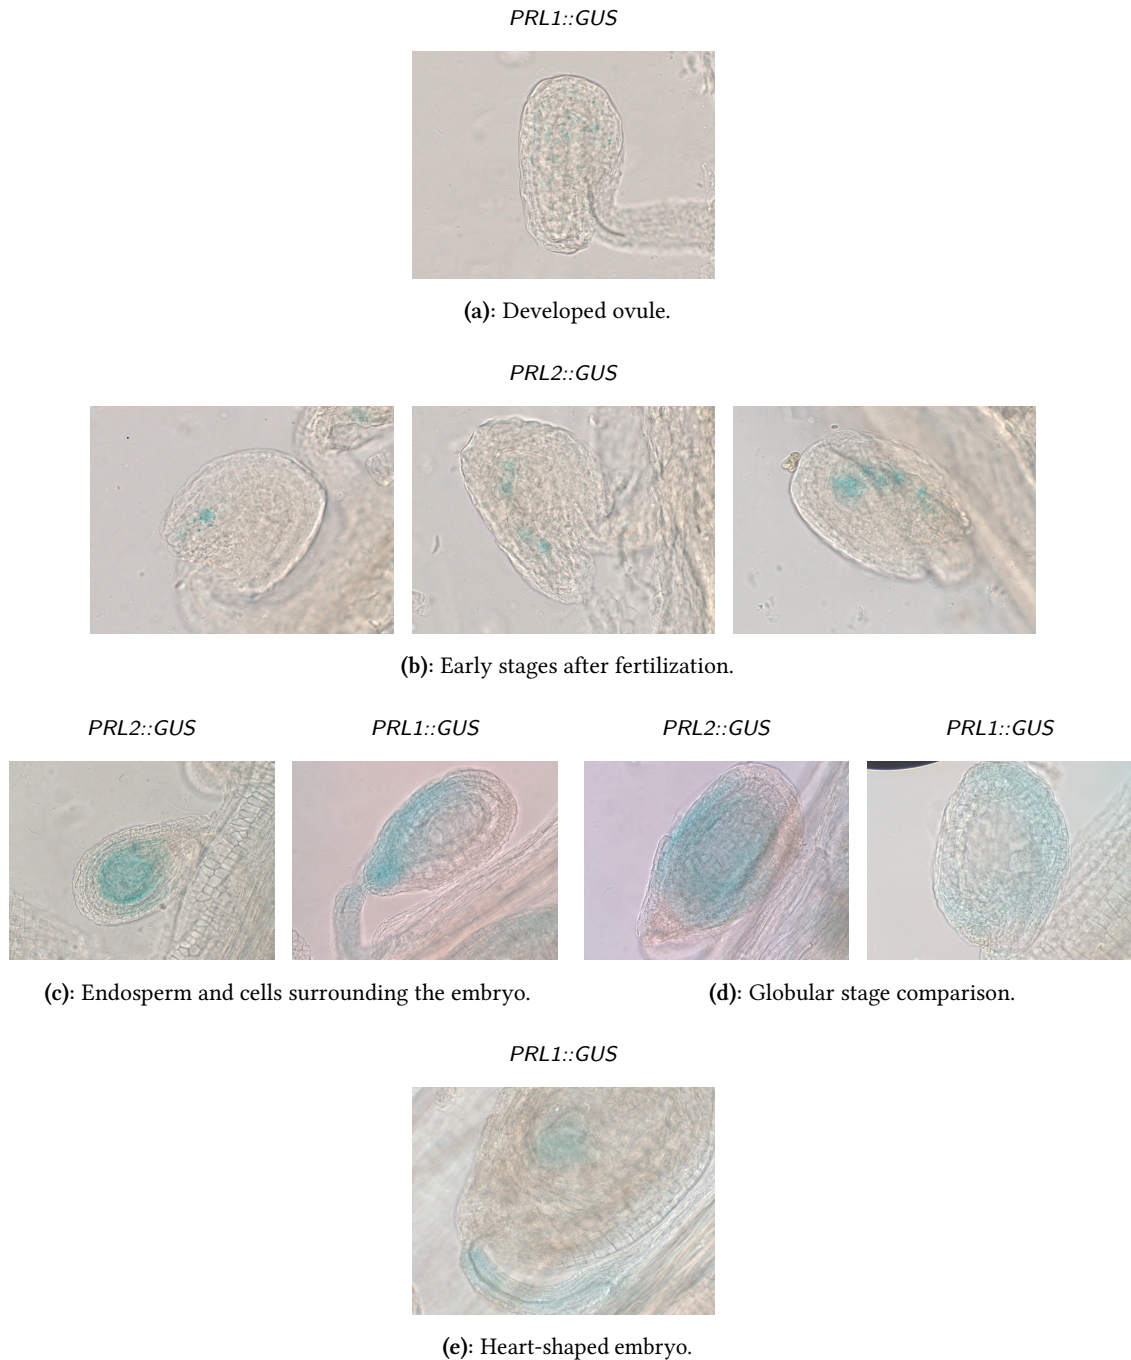 PRL1::GUS
(a): Developed ovule.
PRL2::GUS
(b): Early stages after fertilization.
PRL2::GUS PRL1::GUS PRL2::GUS PRL1::GUS
(c): Endosperm and cells surrounding the embryo. (d): Globular stage comparison.
PRL1::GUS
(e): Heart-shaped embryo.